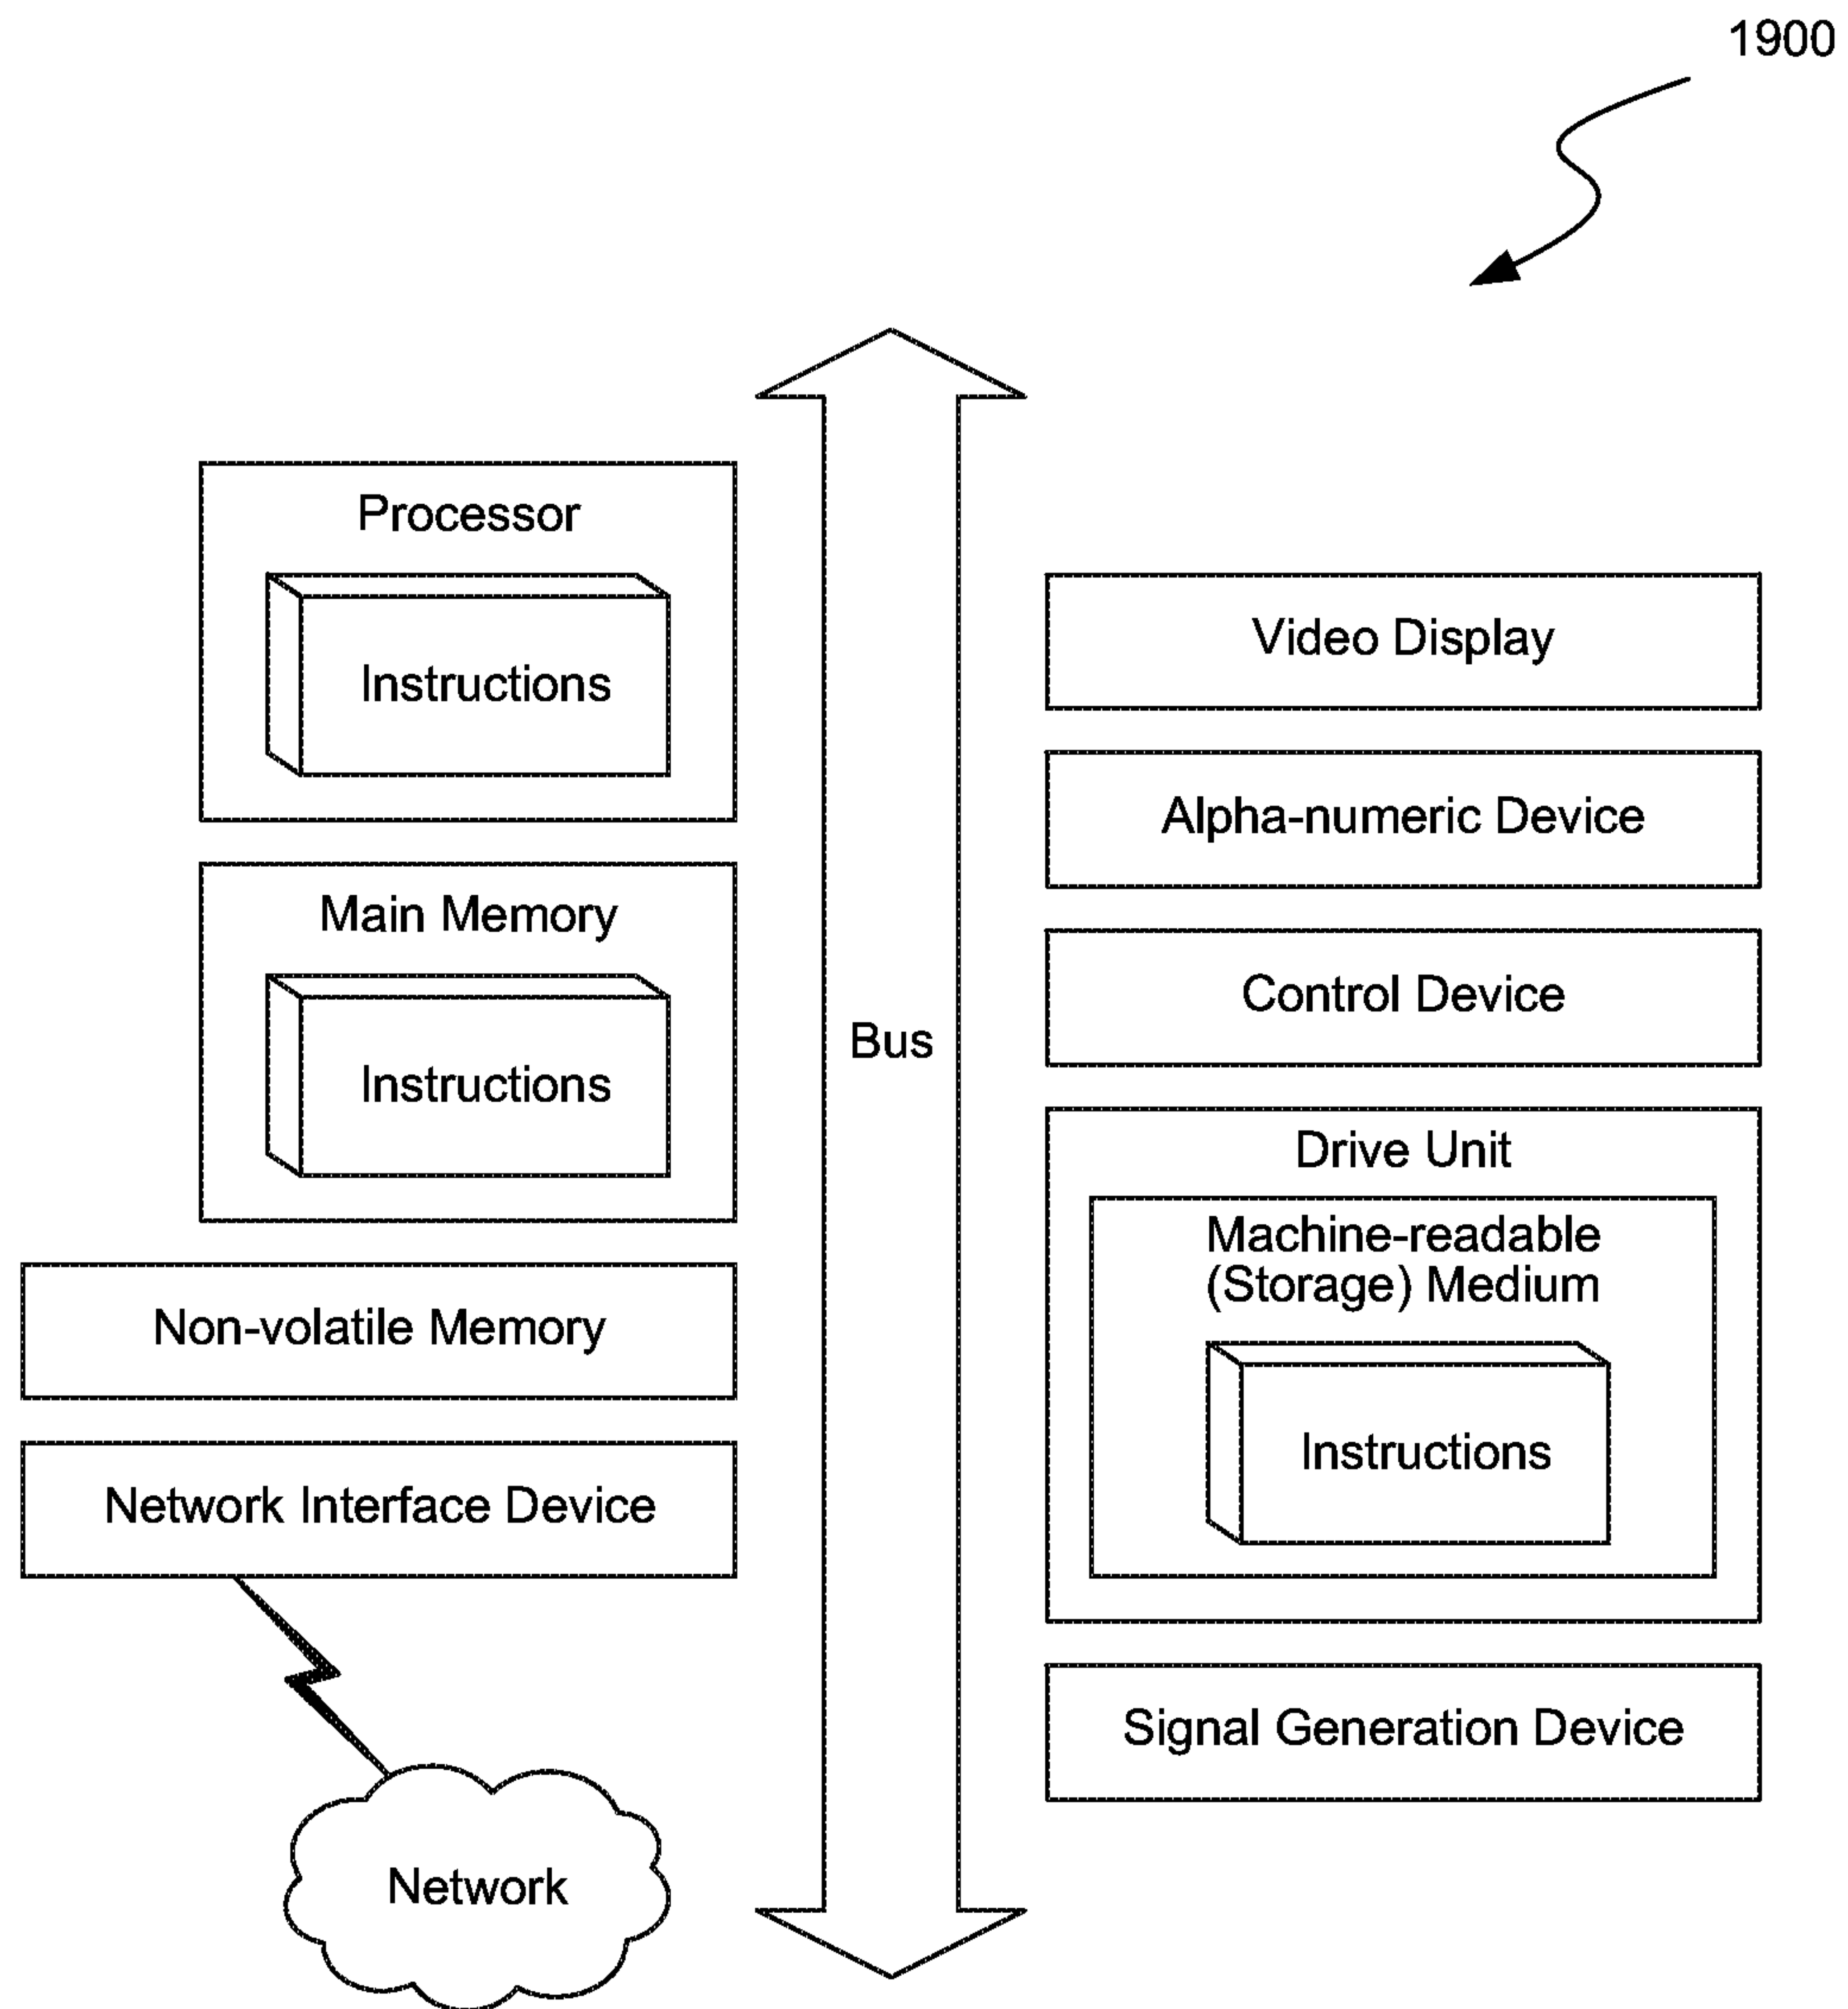 1900
Processor
Instructions
Main Memory
Instructions
Non-volatile Memory
Network Interface Device
Network
Bus
Video Display
Alpha-numeric Device
Control Device
Drive Unit
Machine-readable
(Storage) Medium
Instructions
Signal Generation Device